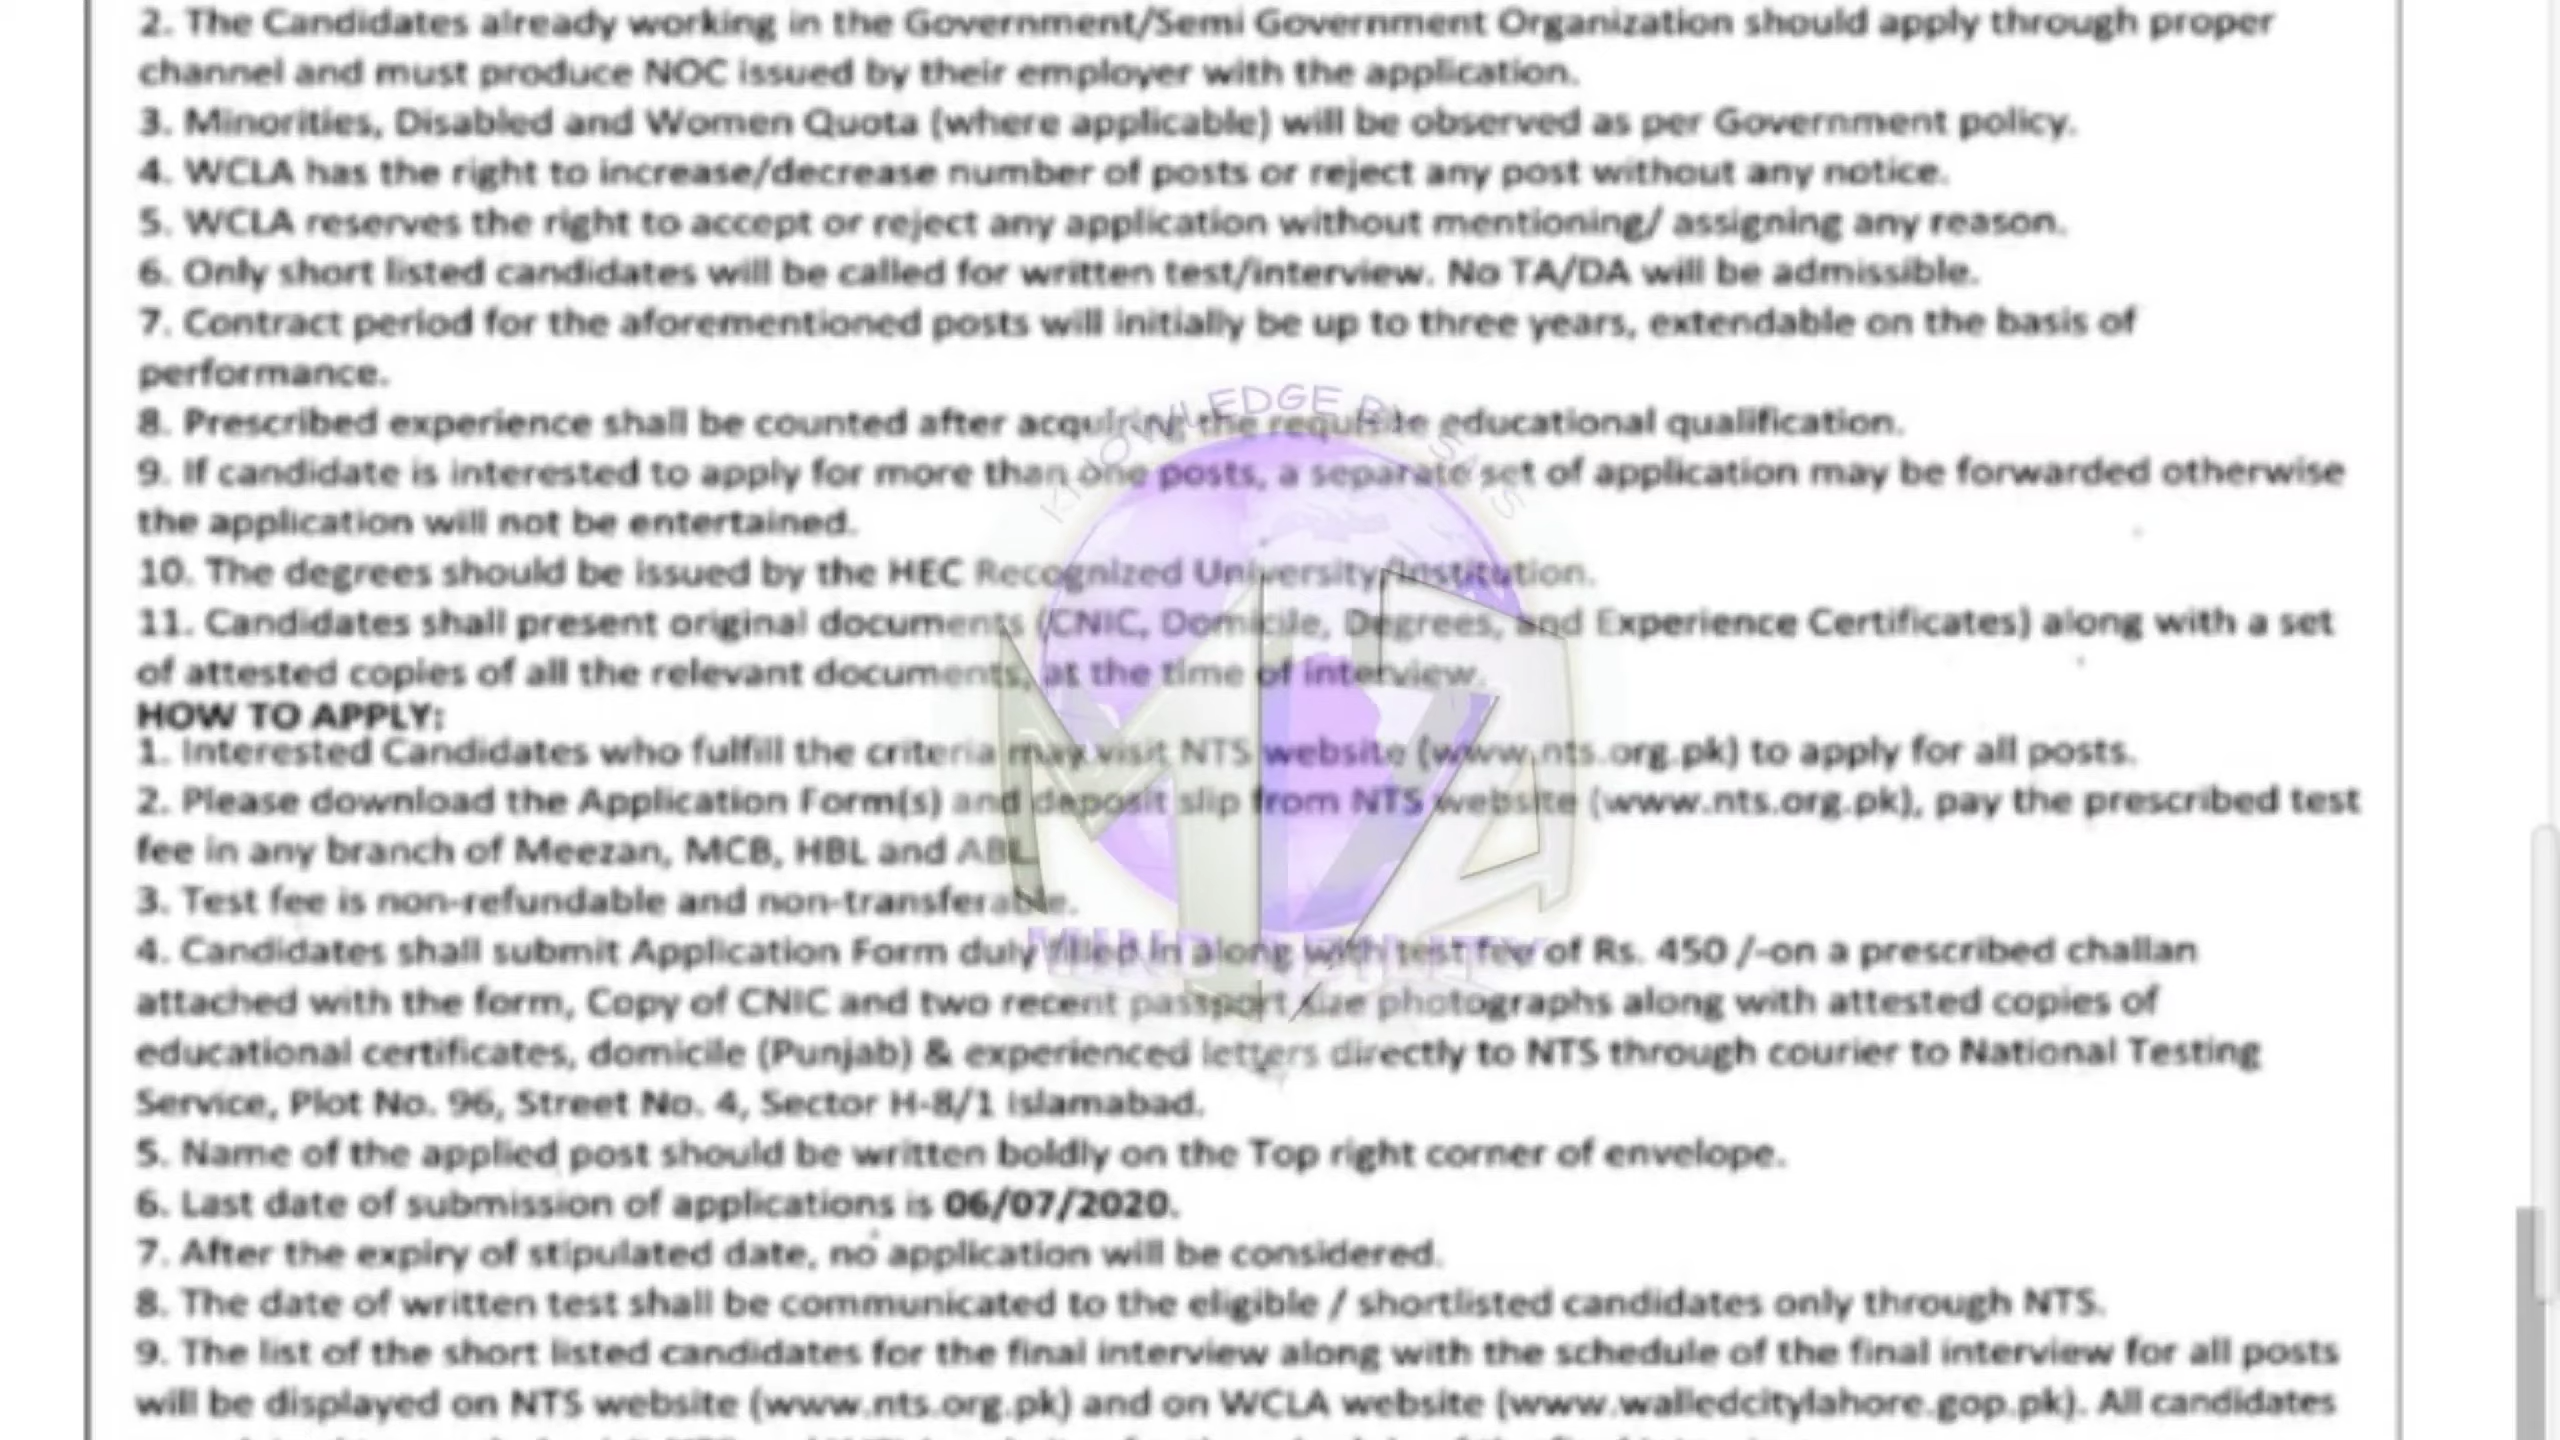 2. The Candidates already working in the Government/Semi Government Organization should apply through proper
channel and must produce NOC issued by their employer with the application.
3. Minorities, Disabled and Women Quota (where applicable) will be observed as per Government policy.
4. WCLA has the right to increase/decrease number of posts or reject any post without any notice.
5. WCLA reserves the right to accept or reject any application without mentioning/ assigning any reason.
6. Only short listed candidates will be called for written test/interview. No TA/DA will be admissible.
7. Contract period for the aforementioned posts will initially be up to three years, extendable on the basis of
performance.
8. Prescribed experience shall be counted after acquiring the requisite educational qualification.
9. If candidate is interested to apply for more than one posts, a separate set of application may be forwarded otherwise
the application will not be entertained.
10. The degrees should be issued by the HEC Recognized University/Institution.
11. Candidates shall present original documents (CNIC, Domicile, Degrees, and Experience Certificates) along with a set
of attested copies of all the relevant documents, at the time of interview.
HOW TO APPLY:
1. Interested Candidates who fulfill the criteria may visit NTS website (www.nts.org.pk) to apply for all posts.
2. Please download the Application Form(s) and deposit slip from NTS website (www.nts.org.pk), pay the prescribed test
fee in any branch of Meezan, MCB, HBL and ABL.
3. Test fee is non-refundable and non-transferable.
4. Candidates shall submit Application Form duly filled in along with test fee of Rs. 450 /-on a prescribed challan
attached with the form, Copy of CNIC and two recent passport size photographs along with attested copies of
educational certificates, domicile (Punjab) & experienced letters directly to NTS through courier to National Testing
Service, Plot No. 96, Street No. 4, Sector H-8/1 islamabad.
5. Name of the applied post should be written boldly on the Top right corner of envelope.
6. Last date of submission of applications is 06/07/2020.
7. After the expiry of stipulated date, no application will be considered.
8. The date of written test shall be communicated to the eligible / shortlisted candidates only through NTS.
9. The list of the short listed candidates for the final interview along with the schedule of the final interview for all posts
will be displayed on NTS website (www.nts.org.pk) and on WCLA website (www.walledcitylahore.gop.pk). All candidates
KNOWLEDGE BY